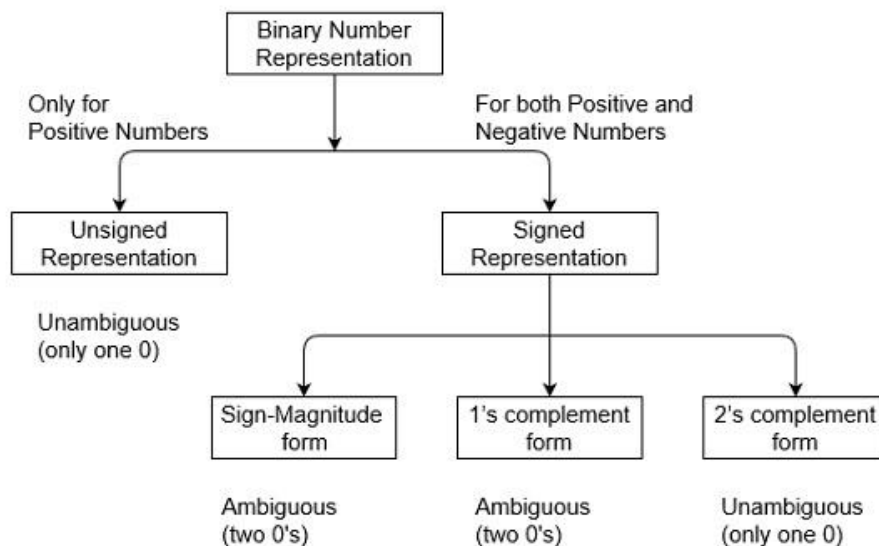 Binary Number
Representation
Only for
Positive Numbers
For both Positive and
Negative Numbers
Unsigned
Representation
Signed
Representation
Unambiguous
(only one 0)
Sign-Magnitude
form
1's complement
form
2's complement
form
Ambiguous
(two 0's)
Ambiguous
(two 0's)
Unambiguous
(only one 0)